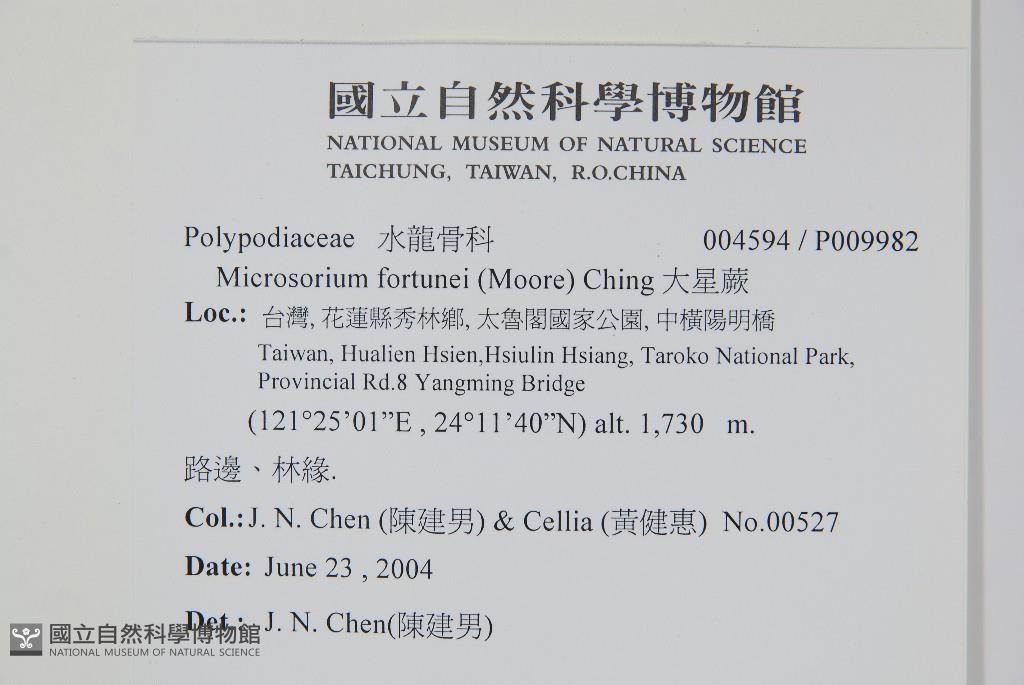 國立自然科學博物館
NATIONAL MUSEUM OF NATURAL SCIENCE
TAICHUNG, TAIWAN, R.O.CHINA
Polypodiaceae 水龍骨科 004594 / P009982
Microsorium fortunei (Moore) Ching 大星蕨
Loc.: 台灣, 花蓮縣秀林鄉, 太魯閣國家公園, 中橫陽明橋
Taiwan, Hualien Hsien,Hsiulin Hsiang, Taroko National Park,
Provincial Rd.8 Yangming Bridge
(121°25’01”E , 24°11’40”N) alt. 1,730 m.
路邊、林緣.
Col.: J. N. Chen (陳建男) & Cellia (黃健惠) No.00527
Date: June 23 , 2004
Det.: J. N. Chen(陳建男)
國立自然科學博物館
NATIONAL MUSEUM OF NATURAL SCIENCE